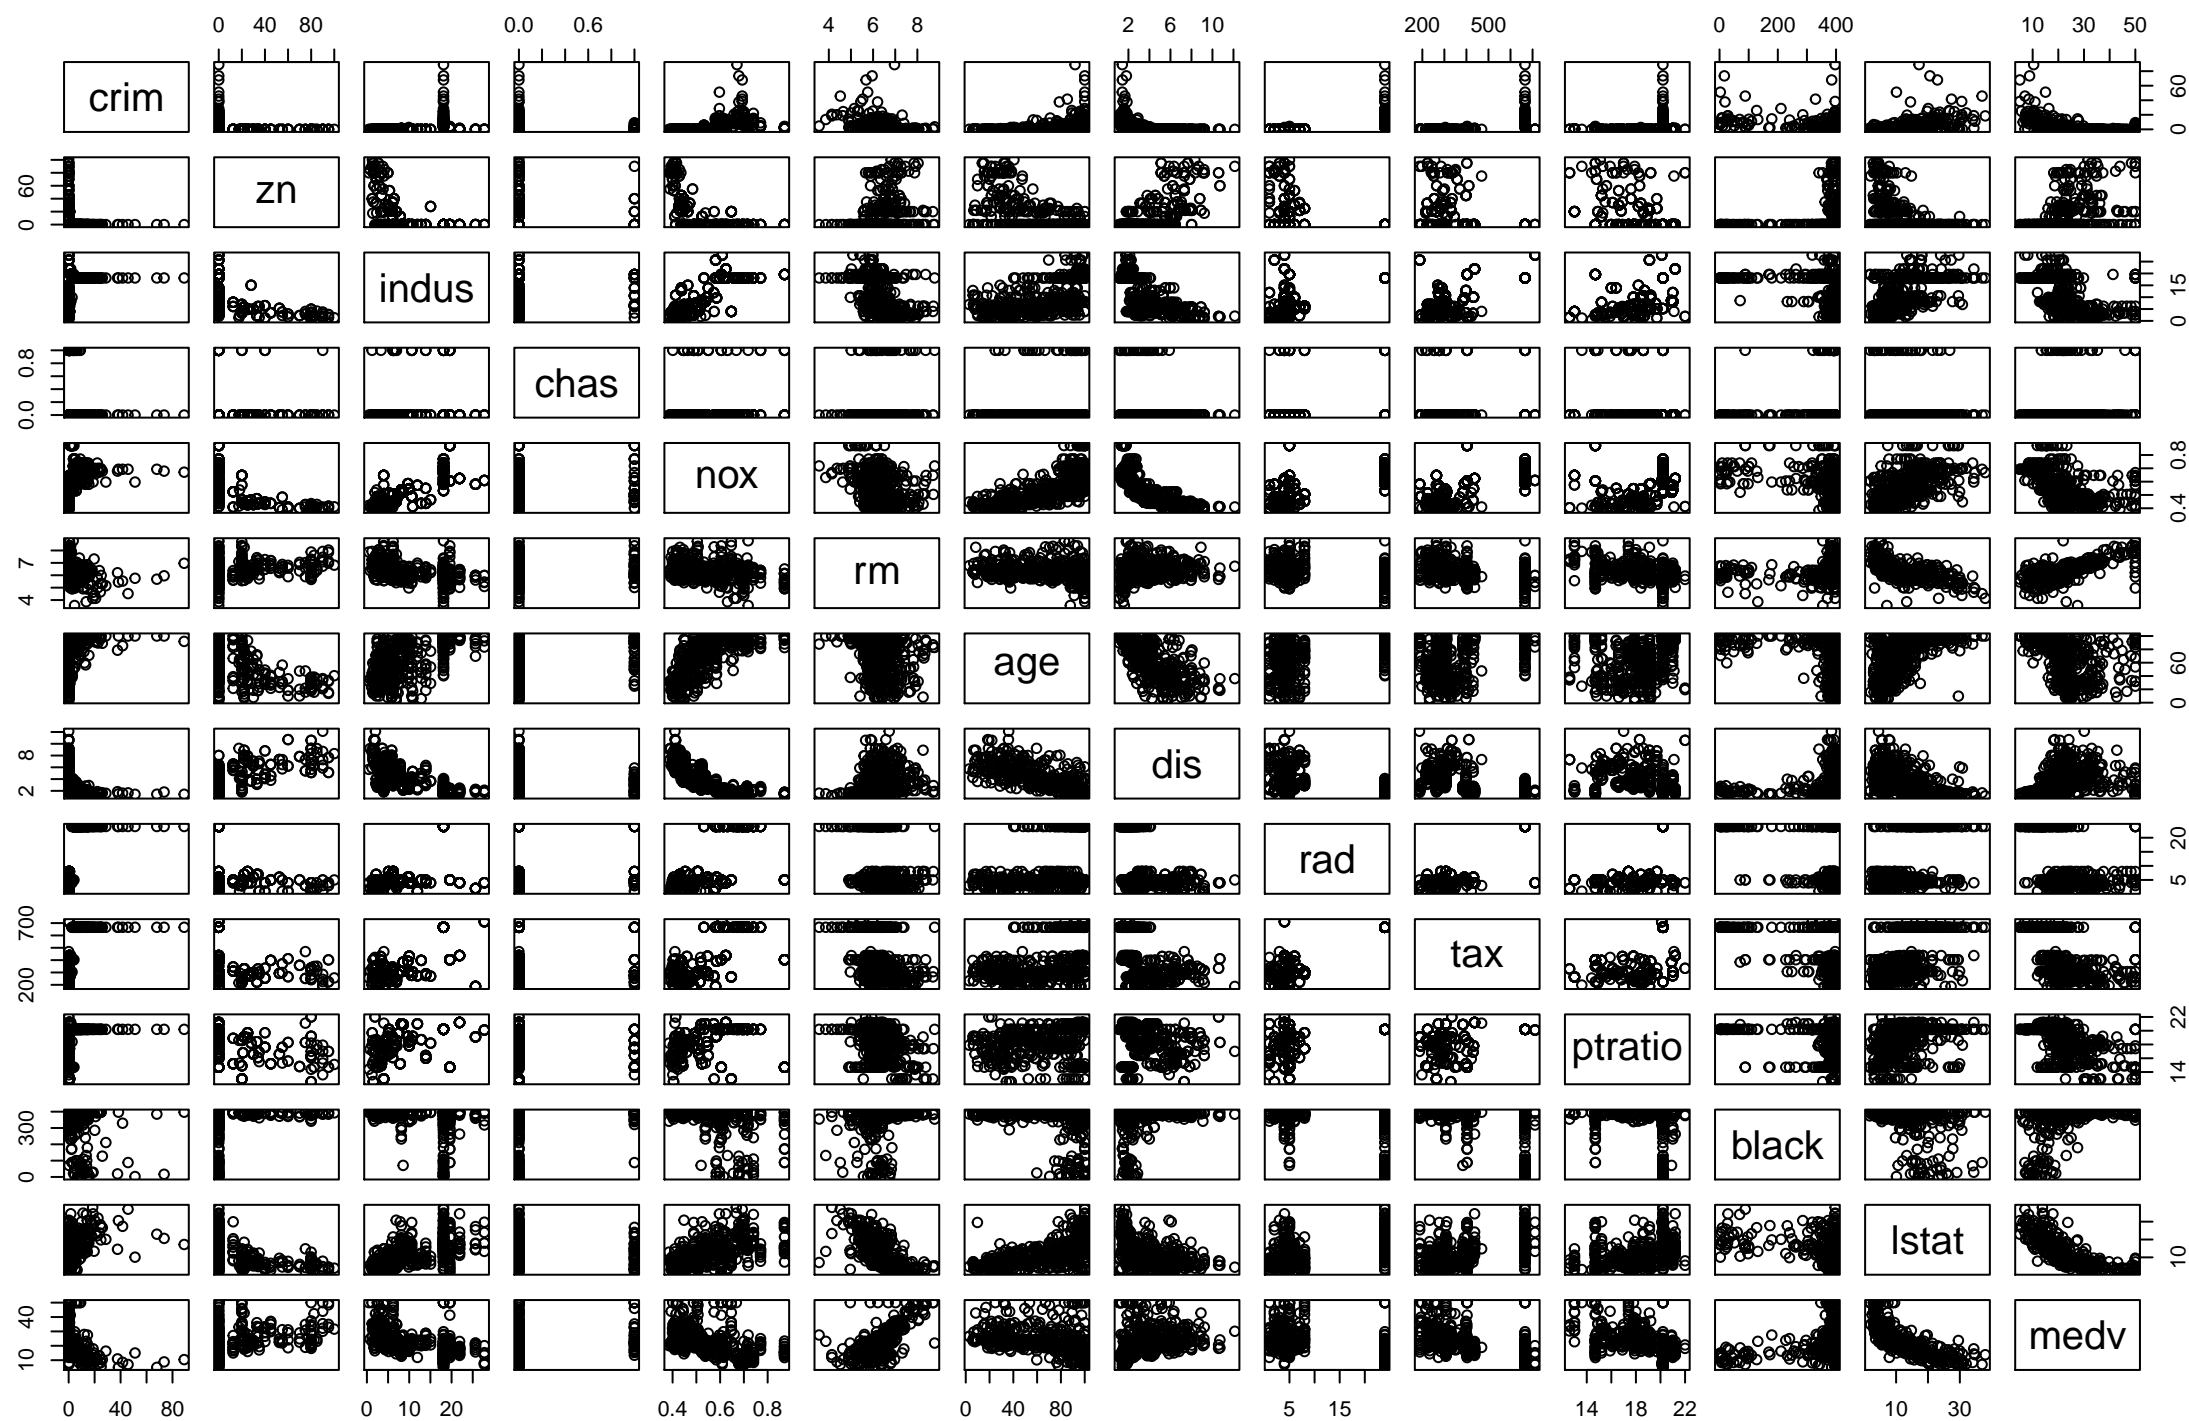 0 40 80 0.0 0.6 4 6 8 2 6 10 200 500 0 200 400 10 30 50
crim 0 60
0 60 zn
indus 0 15
0.0 0.8 chas
nox 0.4 0.8
4 7 rm
age 0 60
2 8 dis
rad 5 20
200 700 tax
ptratio 14 22
0 300 black
lstat 10
10 40 medv
0 40 80 0 10 20 0.4 0.6 0.8 0 40 80 5 15 14 18 22 10 30